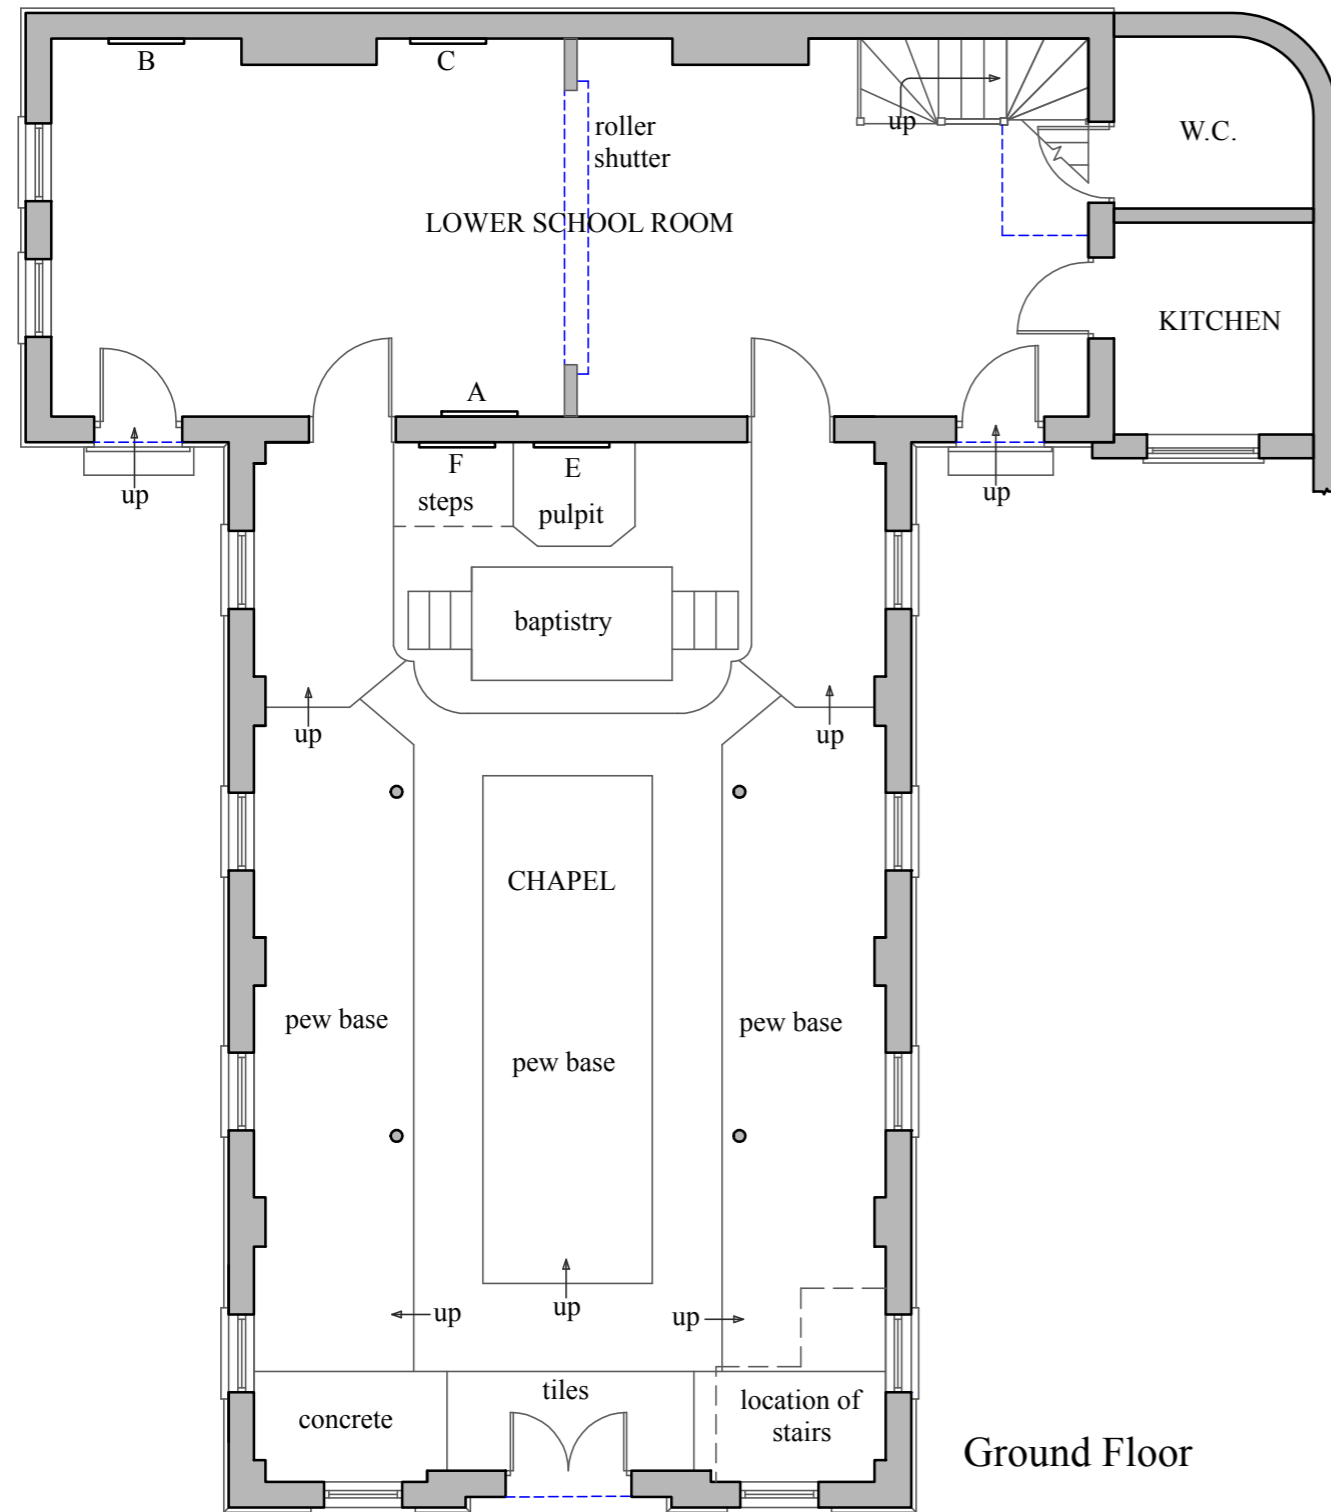 B
C
roller
shutter
up
W.C.
LOWER SCHOOL ROOM
KITCHEN
A
F
E
steps
pulpit
up
up
baptistry
up
up
CHAPEL
pew base
pew base
pew base
up
up
up
tiles
concrete
location of
stairs
Ground Floor